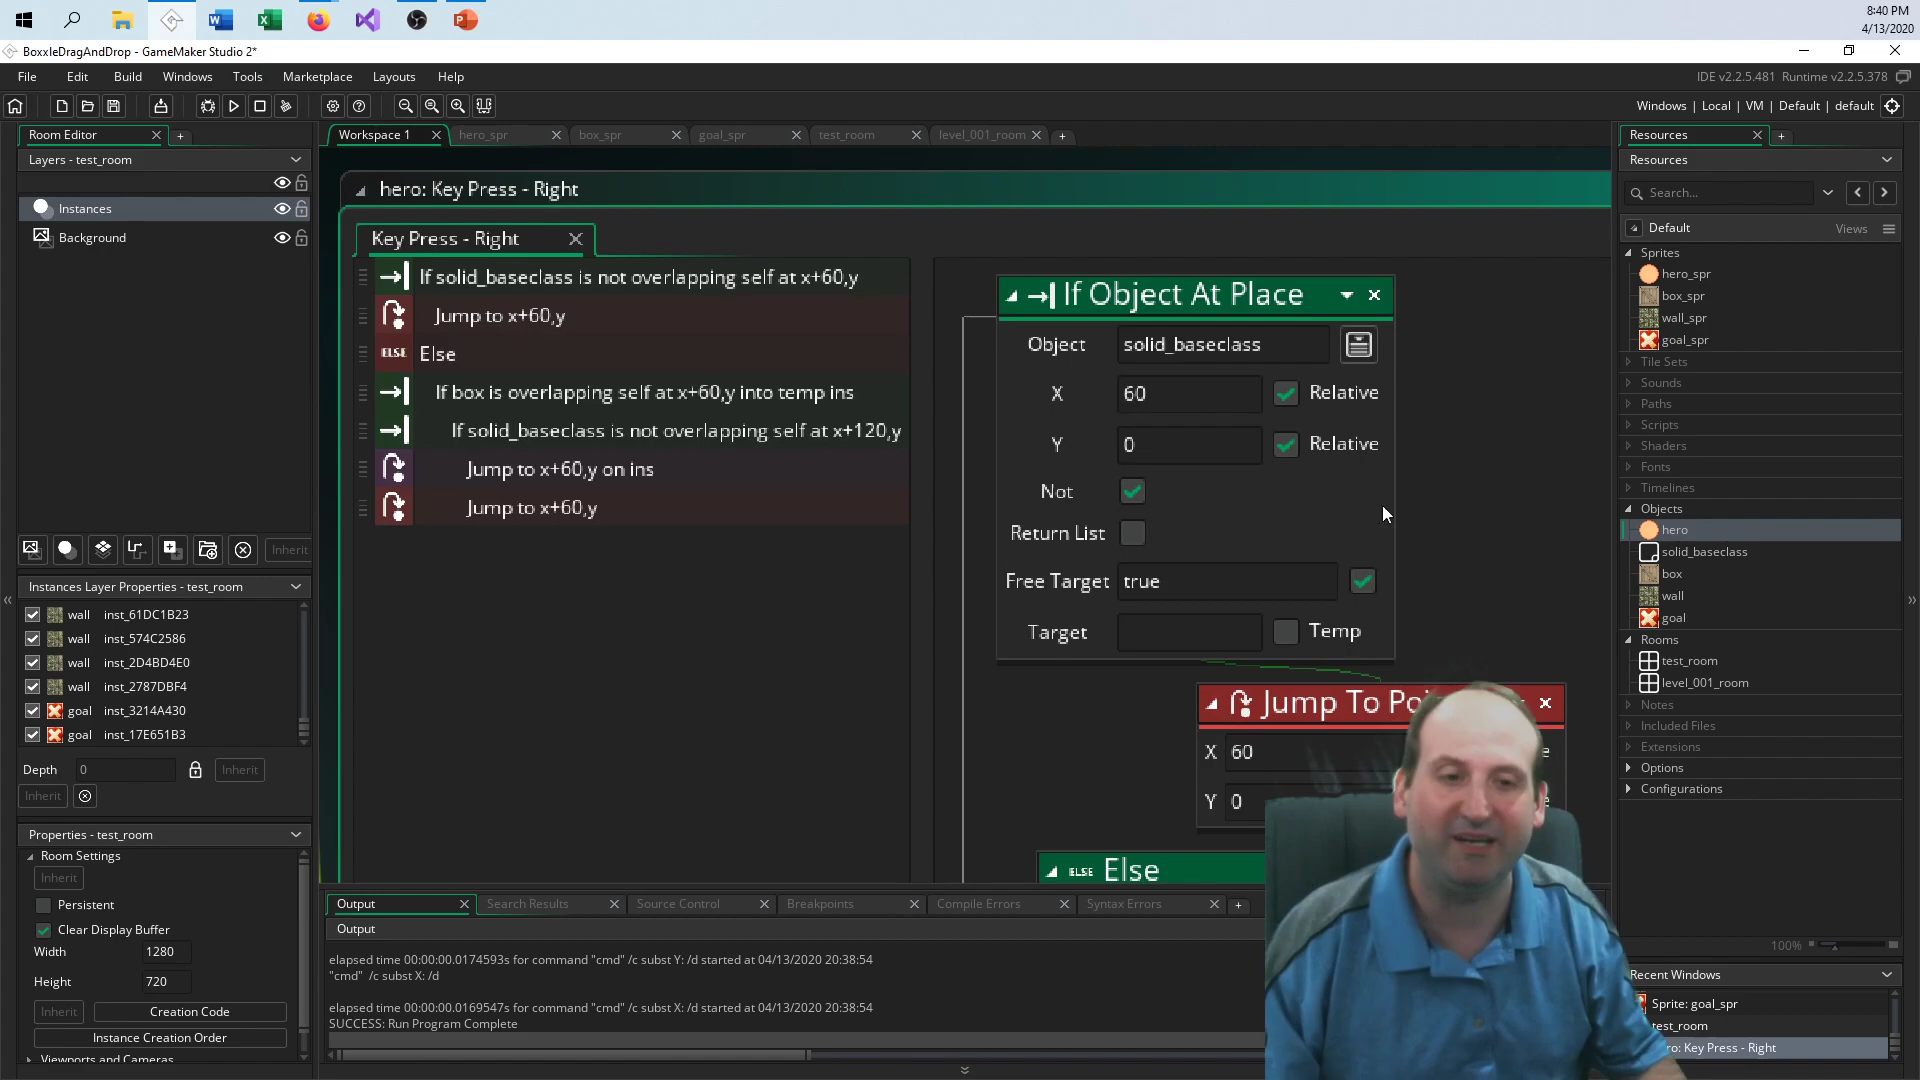 8:40 PM
4/13/2020
BoxxleDragAndDrop - GameMaker Studio 2*
File Edit Build Windows Tools Marketplace Layouts Help
IDE v2.2.5.481 Runtime v2.2.5.378
Windows | Local | VM | Default | default
Room Editor
Layers - test_room
Instances
Background
Inherit
Instances Layer Properties - test_room
wall inst_61DC1B23
wall inst_574C2586
wall inst_2D4BD4E0
wall inst_2787DBF4
goal inst_3214A430
goal inst_17E651B3
Depth 0 Inherit
Inherit
Properties - test_room
Room Settings
Inherit
Persistent
Clear Display Buffer
Width 1280
Height 720
Inherit Creation Code
Instance Creation Order
Viewports and Cameras
Workspace 1 hero_spr box_spr goal_spr test_room level_001_room
hero: Key Press - Right
Key Press - Right
If solid_baseclass is not overlapping self at x+60,y
Jump to x+60,y
ELSE Else
If box is overlapping self at x+60,y into temp ins
If solid_baseclass is not overlapping self at x+120,y
Jump to x+60,y on ins
Jump to x+60,y
If Object At Place
Object solid_baseclass
X 60 Relative
Y 0 Relative
Not
Return List
Free Target true
Target Temp
Jump To
X 60
Y 0
ELSE Else
Output Search Results Source Control Breakpoints Compile Errors Syntax Errors
Output
elapsed time 00:00:00.0174593s for command "cmd" /c subst Y: /d started at 04/13/2020 20:38:54
"cmd" /c subst X: /d
elapsed time 00:00:00.0169547s for command "cmd" /c subst X: /d started at 04/13/2020 20:38:54
SUCCESS: Run Program Complete
Resources
Resources
Search...
Default Views
Sprites
hero_spr
box_spr
wall_spr
goal_spr
Tile Sets
Sounds
Paths
Scripts
Shaders
Fonts
Timelines
Objects
hero
solid_baseclass
box
wall
goal
Rooms
test_room
level_001_room
Notes
Included Files
Extensions
Options
Configurations
100%
Recent Windows
Sprite: goal_spr
test_room
Key Press - Right